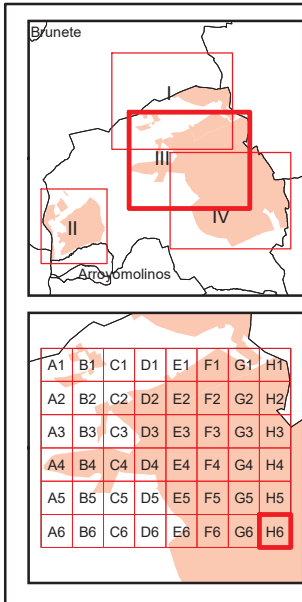 Brunete
I
III
IV
II
Arroyomolinos
A1 B1 C1 D1 E1 F1 G1 H1
A2 B2 C2 D2 E2 F2 G2 H2
A3 B3 C3 D3 E3 F3 G3 H3
A4 B4 C4 D4 E4 F4 G4 H4
A5 B5 C5 D5 E5 F5 G5 H5
A6 B6 C6 D6 E6 F6 G6 H6